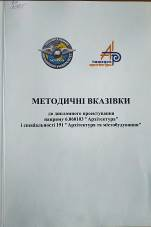 МЕТОДИЧНІ ВКАЗІВКИ
до дипломного проектування
напряму 6.060102 "Архітектура"
і спеціальності 191 "Архітектура та містобудування"